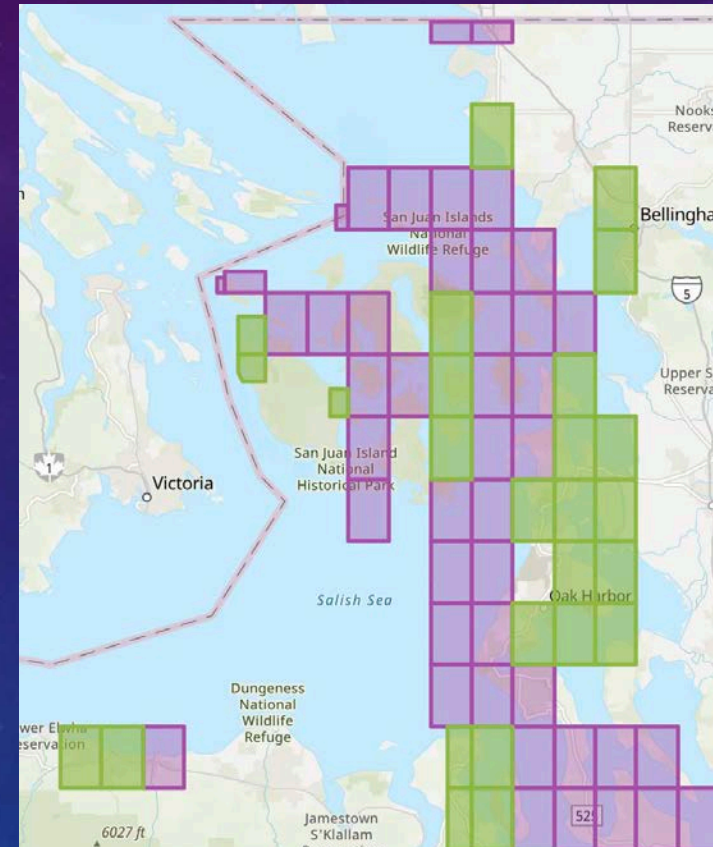 Nooks
Reserv
San Juan Islands
National
Wildlife Refuge
Bellingha
5
Upper S
Reserva
1
Victoria
San Juan Island
National
Historical Park
Salish Sea
Oak Harbor
Dungeness
National
Wildlife
Refuge
wer Elwha
eservation
6027 ft
Jamestown
S'Klallam
525